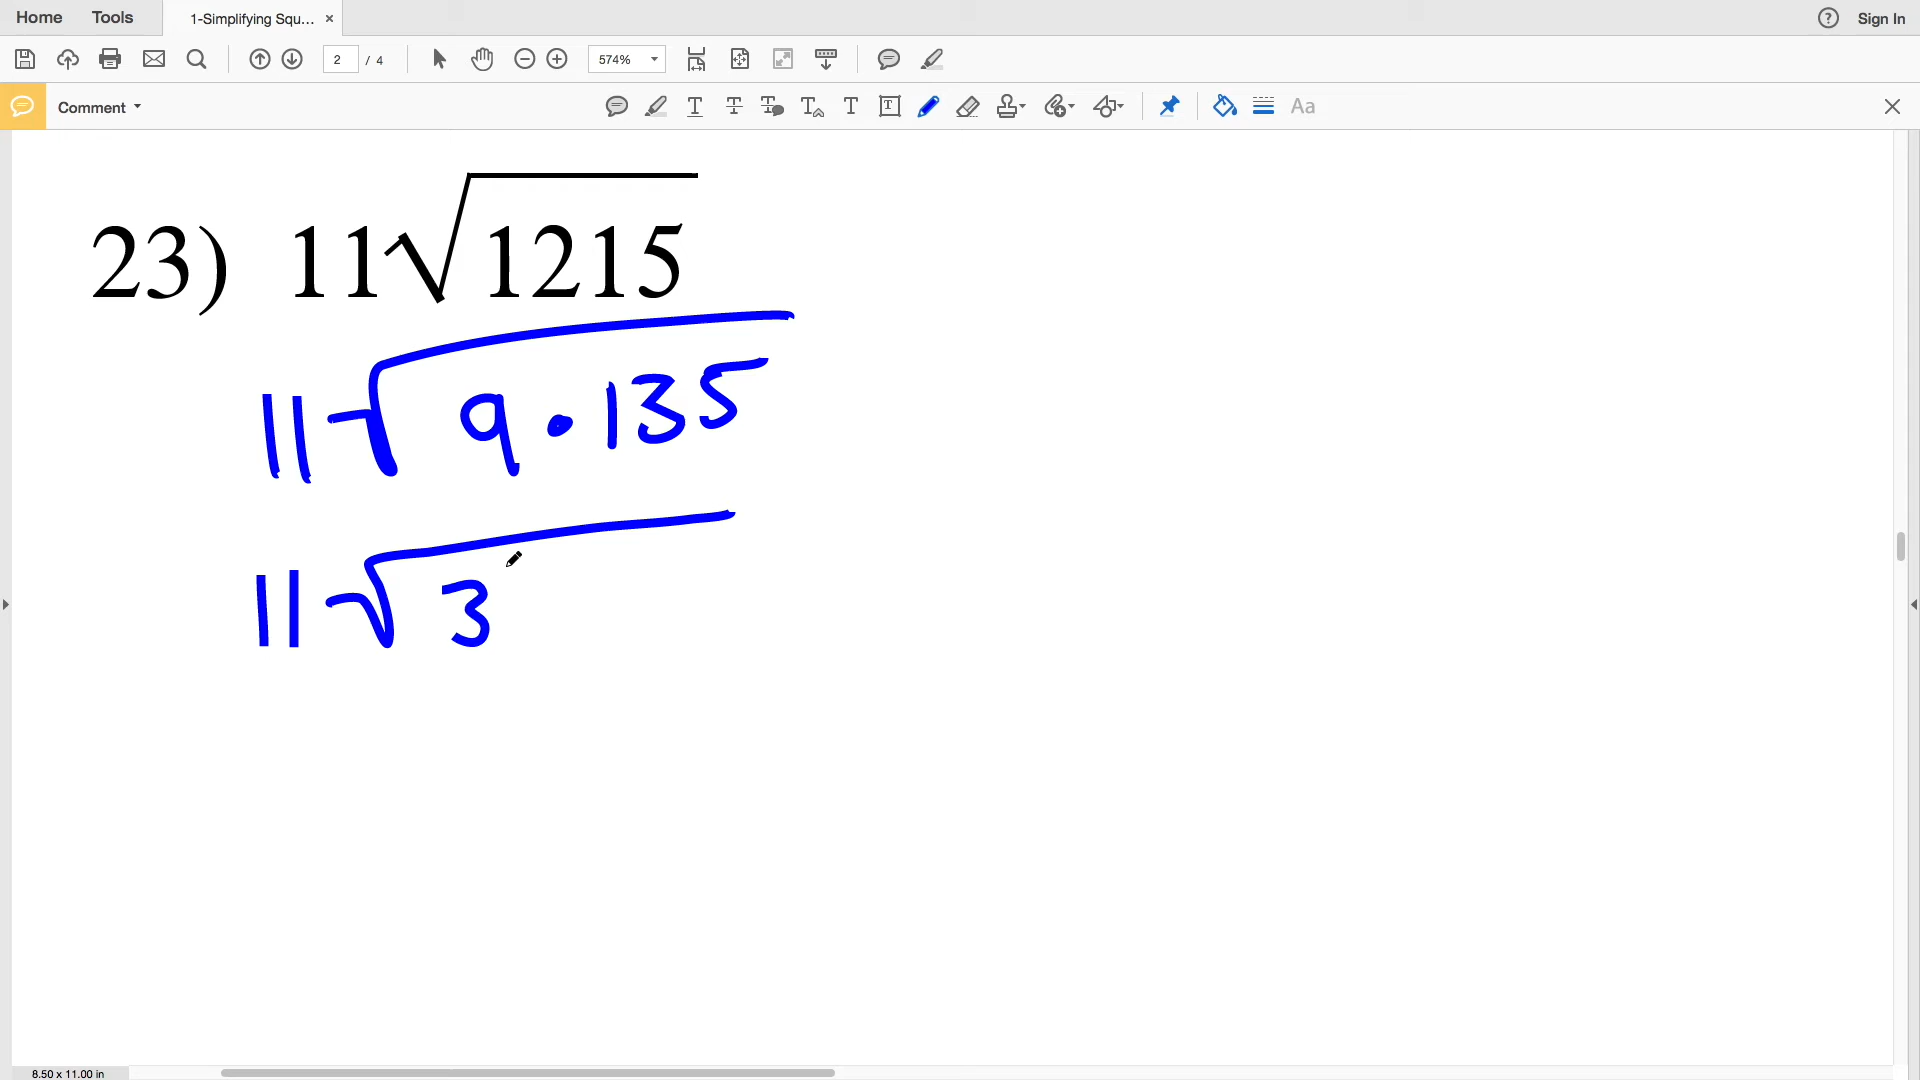 Home Tools 1-Simplifying Squ... × ? Sign In
2 / 4 574%
Comment T T T T T T Aa
23) 11√1215
11√9·135
11√3
8.50 x 11.00 in